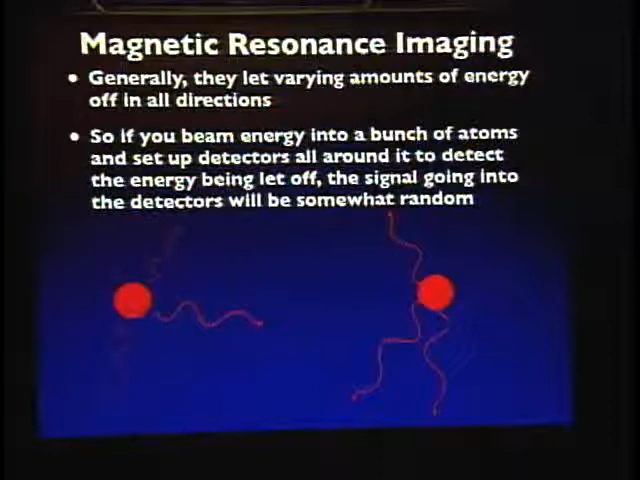 Magnetic Resonance Imaging
• Generally, they let varying amounts of energy
off in all directions
• So if you beam energy into a bunch of atoms
and set up detectors all around it to detect
the energy being let off, the signal going into
the detectors will be somewhat random